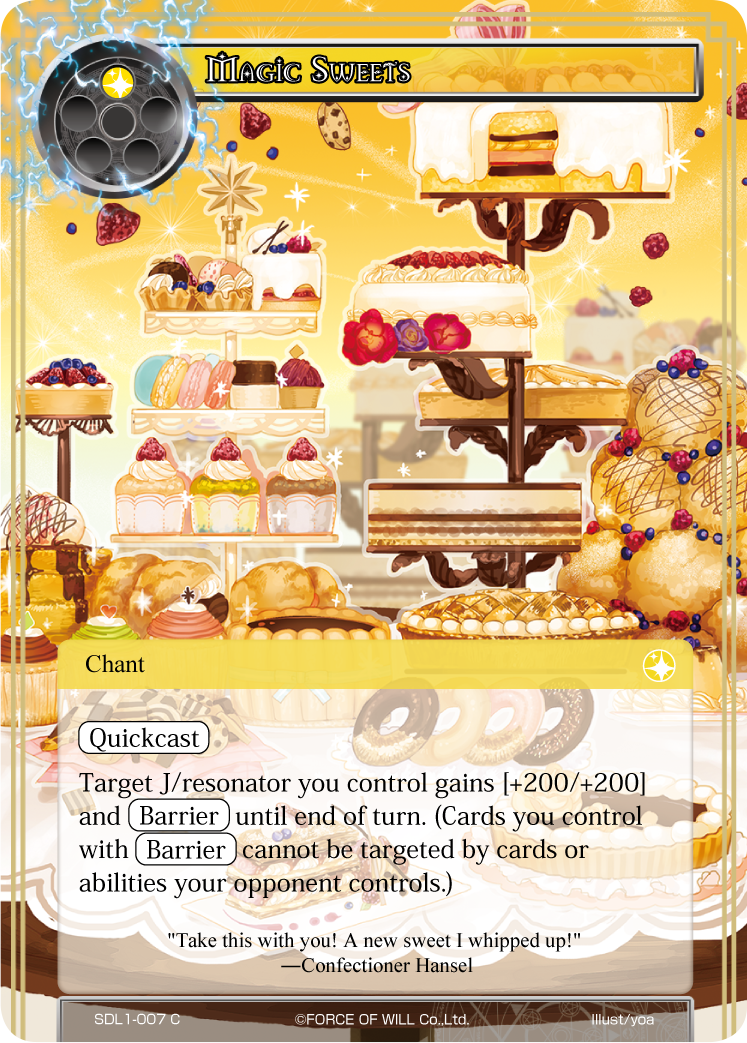 Magic Sweets
Chant
Quickcast
Target J/resonator you control gains [+200/+200]
and Barrier until end of turn. (Cards you control
with Barrier cannot be targeted by cards or
abilities your opponent controls.)
"Take this with you! A new sweet I whipped up!"
—Confectioner Hansel
SDL1-007 C ©FORCE OF WILL Co.,Ltd. Illust/yoa